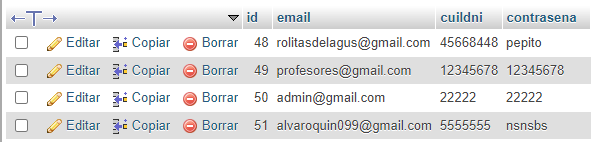 id email cuildni contrasena
Editar Copiar Borrar 48 rolitasdelagus@gmail.com 45668448 pepito
Editar Copiar Borrar 49 profesores@gmail.com 12345678 12345678
Editar Copiar Borrar 50 admin@gmail.com 22222 22222
Editar Copiar Borrar 51 alvaroquin099@gmail.com 5555555 nsnsbs